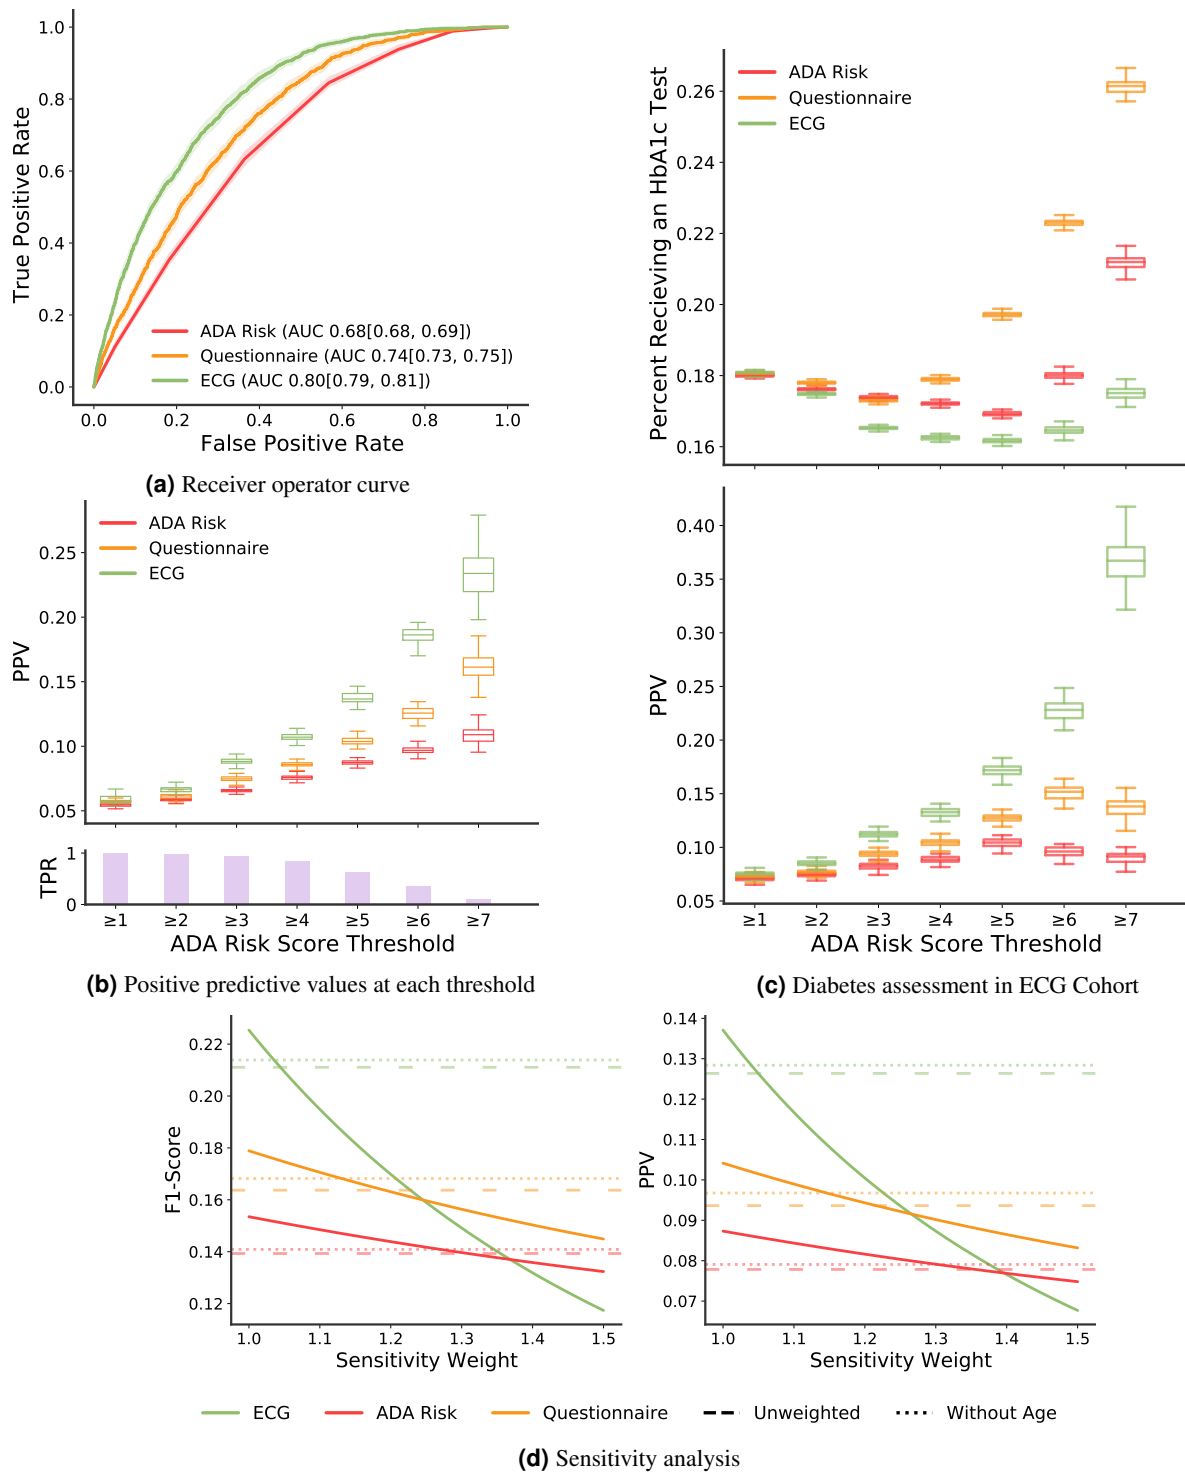 1.0
0.8
0.6
0.4
0.2
0.0
True Positive Rate
ADA Risk (AUC 0.68[0.68, 0.69])
Questionnaire (AUC 0.74[0.73, 0.75])
ECG (AUC 0.80[0.79, 0.81])
0.0 0.2 0.4 0.6 0.8 1.0
False Positive Rate
(a) Receiver operator curve
ADA Risk
Questionnaire
ECG
0.25
0.20
0.15
0.10
0.05
PPV
1
0
TPR
≥1 ≥2 ≥3 ≥4 ≥5 ≥6 ≥7
ADA Risk Score Threshold
(b) Positive predictive values at each threshold
ADA Risk
Questionnaire
ECG
0.26
0.24
0.22
0.20
0.18
0.16
Percent Recieving an HbA1c Test
0.40
0.35
0.30
0.25
0.20
0.15
0.10
0.05
PPV
≥1 ≥2 ≥3 ≥4 ≥5 ≥6 ≥7
ADA Risk Score Threshold
(c) Diabetes assessment in ECG Cohort
0.22
0.20
0.18
0.16
0.14
0.12
F1-Score
1.0 1.1 1.2 1.3 1.4 1.5
Sensitivity Weight
0.14
0.13
0.12
0.11
0.10
0.09
0.08
0.07
PPV
1.0 1.1 1.2 1.3 1.4 1.5
Sensitivity Weight
ECG ADA Risk Questionnaire Unweighted Without Age
(d) Sensitivity analysis